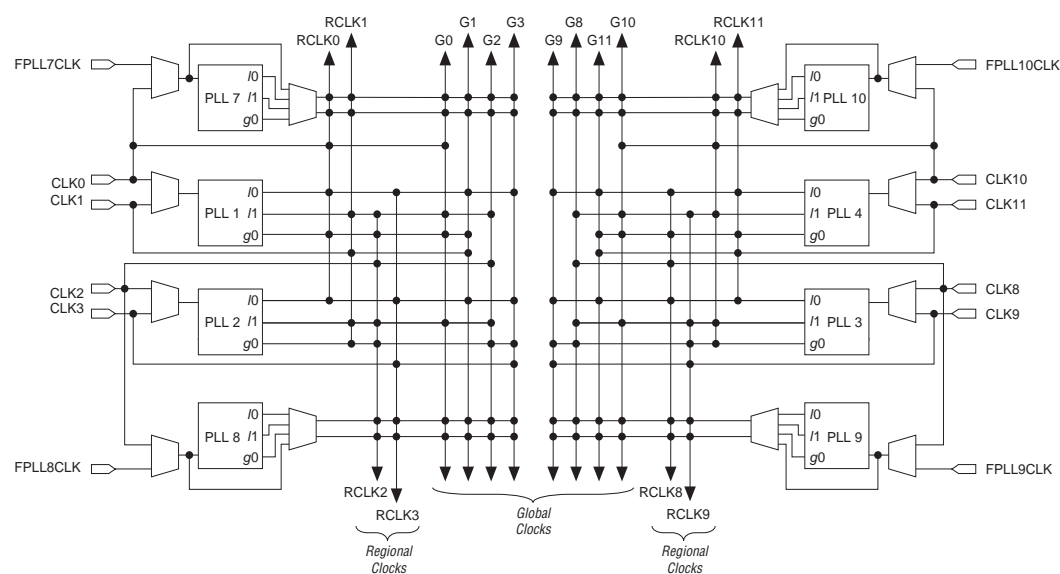 RCLK1 G1 G3 G8 G10 RCLK11
RCLK0 G0 G2 G9 G11 RCLK10
FPLL7CLK l0 l0 FPLL10CLK
PLL 7 l1 l1 PLL 10
g0 g0
CLK0 l0 l0 CLK10
CLK1 PLL 1 l1 l1 PLL 4 CLK11
g0 g0
CLK2 l0 l0 CLK8
CLK3 PLL 2 l1 l1 PLL 3 CLK9
g0 g0
l0 l0
PLL 8 l1 l1 PLL 9
FPLL8CLK g0 g0 FPLL9CLK
RCLK2 RCLK8
RCLK3 Global RCLK9
Clocks
Regional Regional
Clocks Clocks